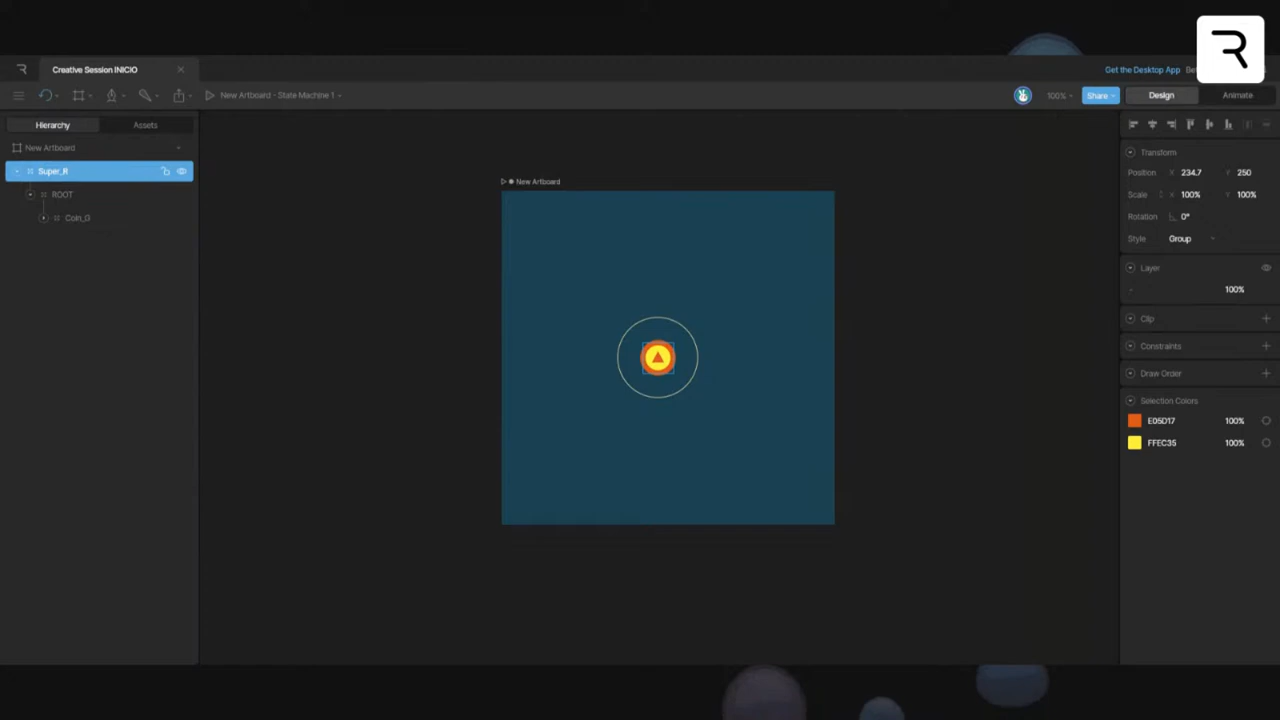 Creative Session INICIO
Get the Desktop App
New Artboard - State Machine 1
100%
Share
Design
Animate
Hierarchy
Assets
New Artboard
Super_R
ROOT
New Artboard
Transform
Position X 234.7 Y 250
Scale X 100% Y 100%
Rotation 0°
Style Group
Layer
100%
Clip
Constraints
Draw Order
Selection Colors
E05D17 100%
FFEC35 100%